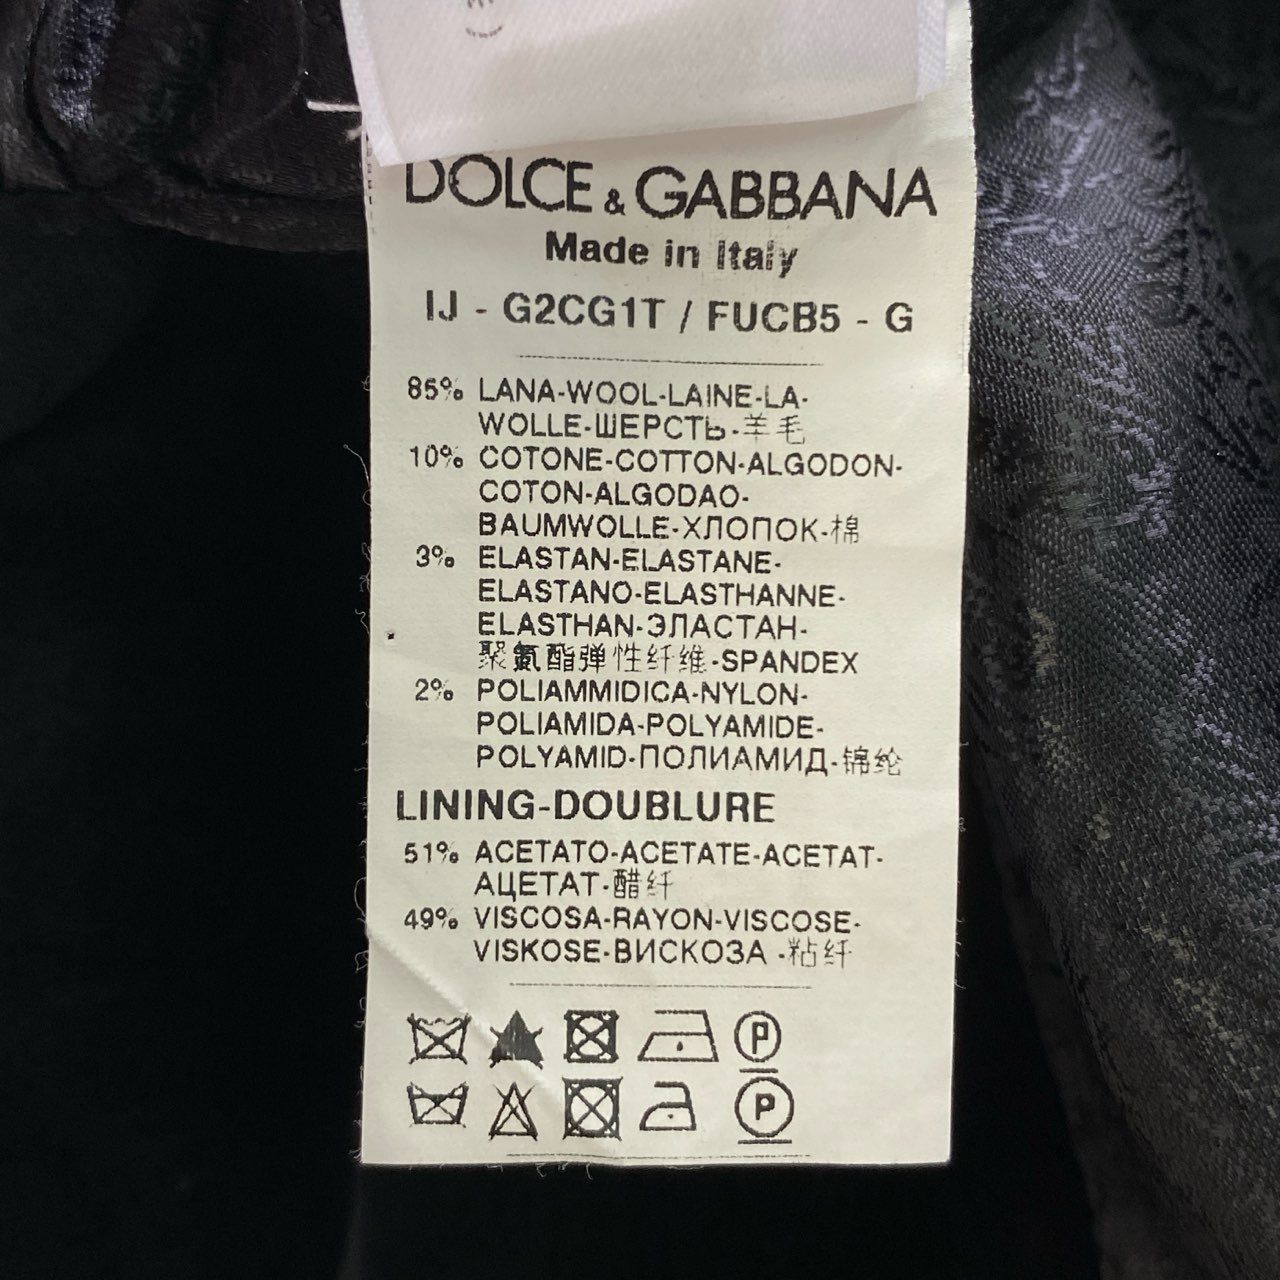 DOLCE & GABBANA
Made in Italy
IJ - G2CG1T / FUCB5 - G
85% LANA-WOOL-LAINE-LA-
WOLLE-ШЕРСТЬ-羊毛
10% COTONE-COTTON-ALGODON-
COTON-ALGODAO-
BAUMWOLLE-ХЛОПОК-棉
3% ELASTAN-ELASTANE-
ELASTANO-ELASTHANNE-
ELASTHAN-ЭЛАСТАН-
聚氨酯弹性纤维-SPANDEX
2% POLIAMMIDICA-NYLON-
POLIAMIDA-POLYAMIDE-
POLYAMID-ПОЛИАМИД-锦纶
LINING-DOUBLURE
51% ACETATO-ACETATE-ACETAT-
АЦЕТАТ-醋纤
49% VISCOSA-RAYON-VISCOSE-
VISKOSE-ВИСКОЗА -粘纤
P
P